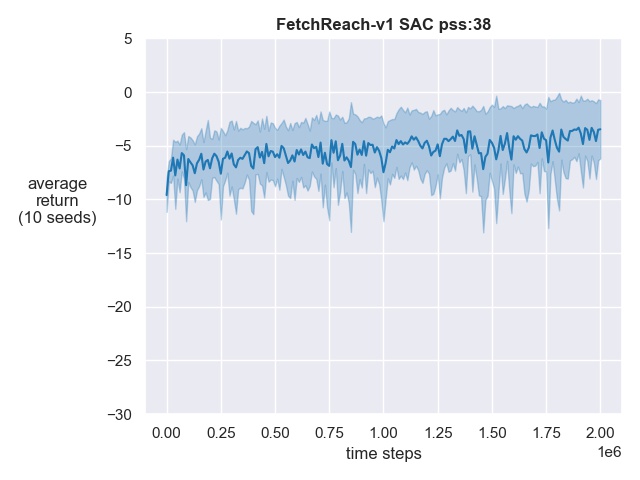 FetchReach-v1 SAC pss:38
5
0
−5
−10
−15
−20
−25
−30
average
return
(10 seeds)
0.00 0.25 0.50 0.75 1.00 1.25 1.50 1.75 2.00
time steps
1e6